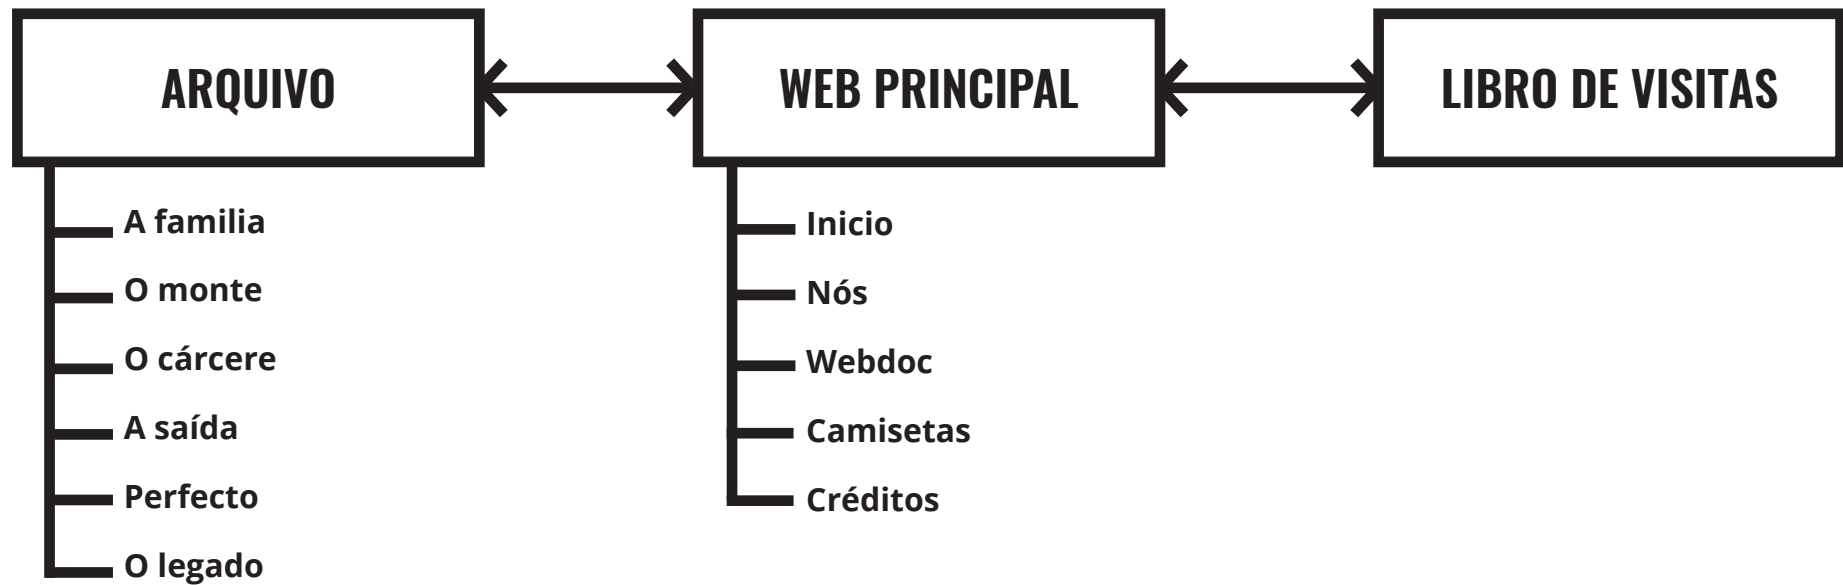 ARQUIVO
A familia
O monte
O cárcere
A saída
Perfecto
O legado
WEB PRINCIPAL
Inicio
Nós
Webdoc
Camisetas
Créditos
LIBRO DE VISITAS